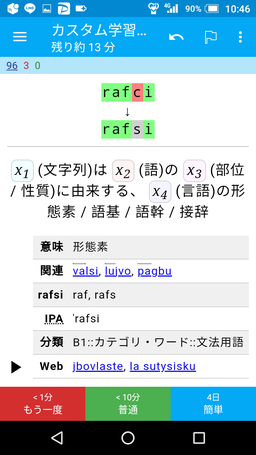 90% 10:46
カスタム学習...
残り約 13 分
96 3 0
rafci
↓
rafsi
x1 (文字列)は x2 (語)の x3 (部位
/ 性質)に由来する、 x4 (言語)の形
態素 / 語基 / 語幹 / 接辞
意味 形態素
関連 valsi, lujvo, pagbu
rafsi raf, rafs
IPA ˈrafsi
分類 B1::カテゴリ・ワード::文法用語
Web jbovlaste, la sutysisku
< 1分 < 10分 4日
もう一度 普通 簡単